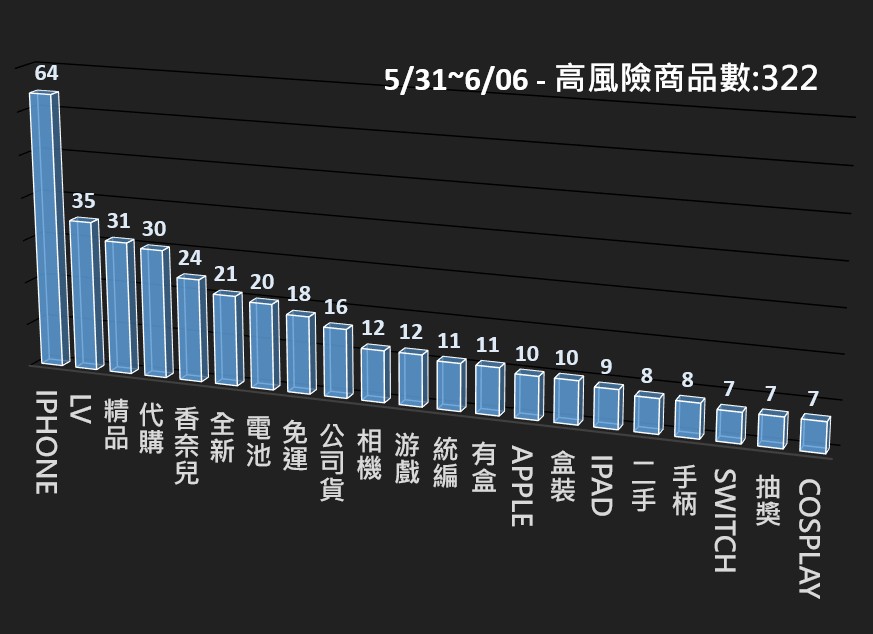 5/31~6/06 - 高風險商品數:322
64
35
31
30
24
21
20
18
16
12
12
11
11
10
10
9
8
8
7
7
7
IPHONE
LV
精品
代購
香奈兒
全新
電池
免運
公司貨
相機
游戲
統編
有盒
APPLE
盒裝
IPAD
二手
手柄
SWITCH
抽獎
COSPLAY